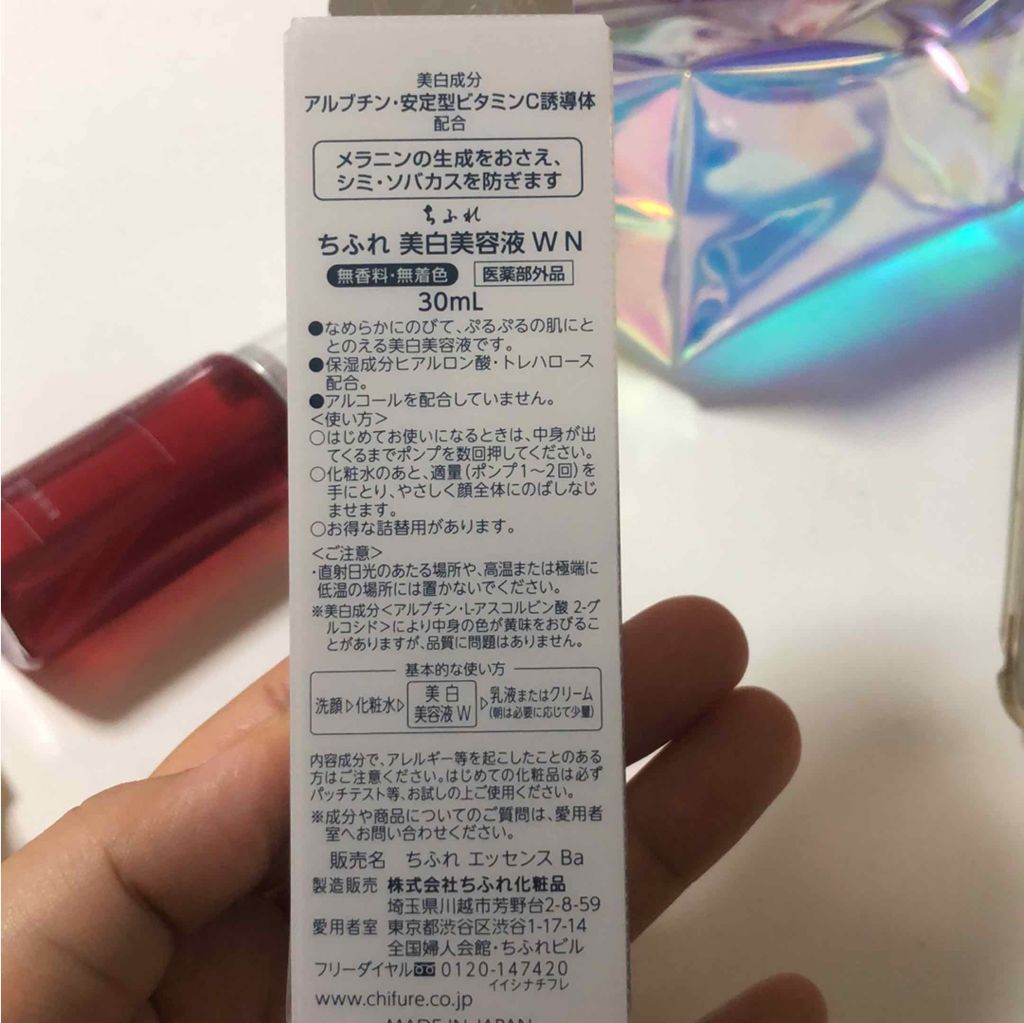 美白成分
アルブチン・安定型ビタミンC誘導体
配合
メラニンの生成をおさえ、
シミ・ソバカスを防ぎます
ちふれ
ちふれ 美白美容液 W N
無香料・無着色 医薬部外品
30mL
●なめらかにのびて、ぷるぷるの肌にと
とのえる美白美容液です。
●保湿成分ヒアルロン酸・トレハロース
配合。
●アルコールを配合していません。
<使い方>
○はじめてお使いになるときは、中身が出
てくるまでポンプを数回押してください。
○化粧水のあと、適量(ポンプ1〜2回)を
手にとり、やさしく顔全体にのばしなじ
ませます。
○お得な詰替用があります。
<ご注意>
・直射日光のあたる場所や、高温または極端に
低温の場所には置かないでください。
※美白成分<アルブチン・L-アスコルビン酸 2-グ
ルコシド>により中身の色が黄味をおびるこ
とがありますが、品質に問題はありません。
基本的な使い方
洗顔▷化粧水▷美白美容液 W▷乳液またはクリーム
(朝は必要に応じて少量)
内容成分で、アレルギー等を起こしたことのある
方はご注意ください。はじめての化粧品は必ず
パッチテスト等、お試しの上ご使用ください。
※成分や商品についてのご質問は、愛用者
室へお問い合わせください。
販売名 ちふれ エッセンス Ba
製造販売 株式会社ちふれ化粧品
埼玉県川越市芳野台2-8-59
愛用者室 東京都渋谷区渋谷1-17-14
全国婦人会館・ちふれビル
フリーダイヤル 0120-147420
イイシナチフレ
www.chifure.co.jp
MADE IN JAPAN